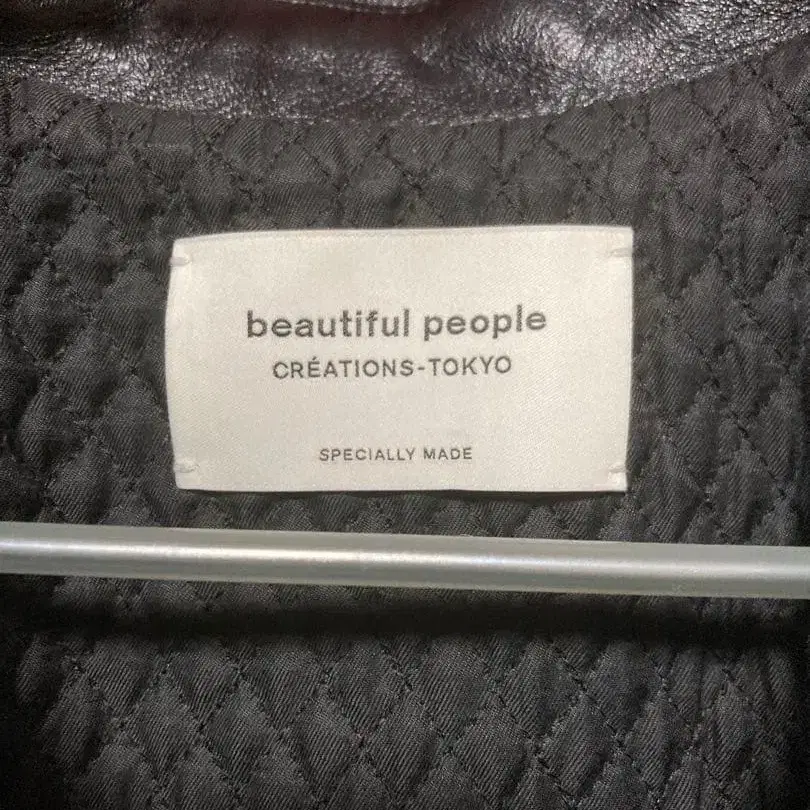 beautiful people
CRÉATIONS-TOKYO
SPECIALLY MADE